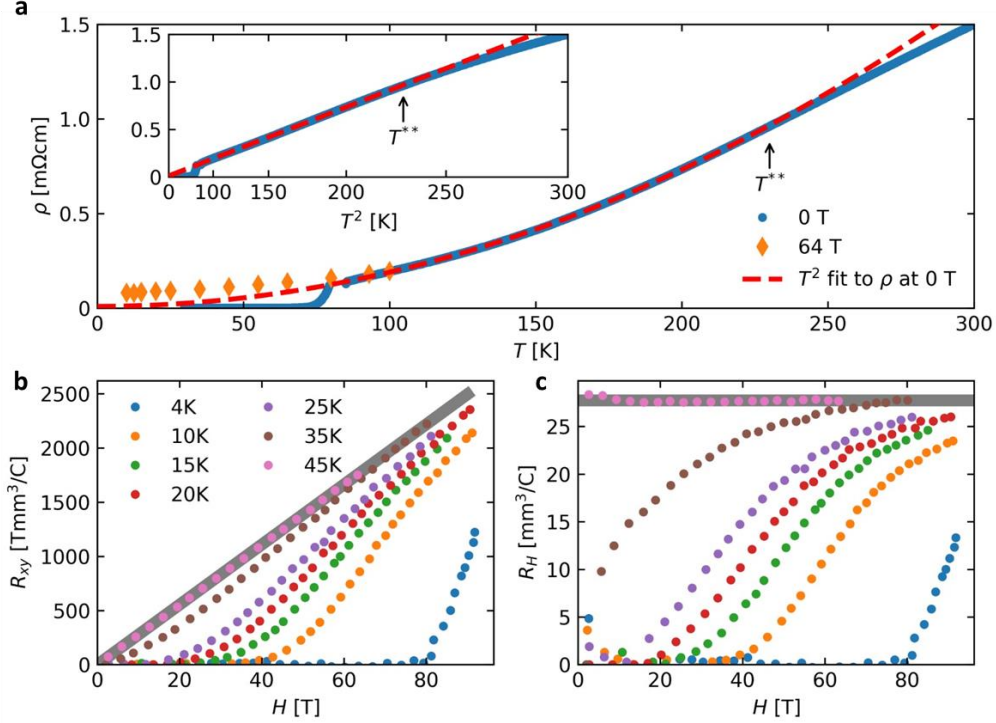 a
1.5
1.0
0.5
0
ρ [mΩcm]
1.5
1.0
0.5
0
0 100 150 200 250 300
T² [K]
T**
T**
0 T
64 T
T² fit to ρ at 0 T
0 50 100 150 200 250 300
T [K]
b
2500
2000
1500
1000
500
0
R_xy [Tmm³/C]
4K 25K
10K 35K
15K 45K
20K
0 20 40 60 80
H [T]
c
25
20
15
10
5
0
R_H [mm³/C]
0 20 40 60 80
H [T]